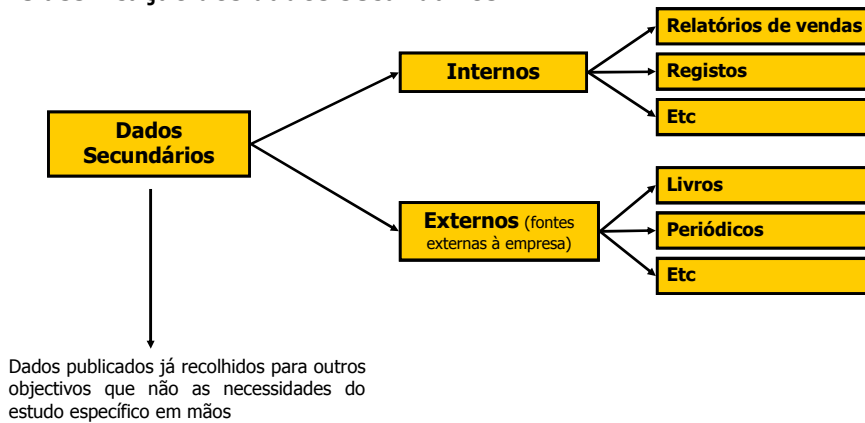 Relatórios de vendas
Internos
Registos
Etc
Dados
Secundários
Livros
Externos (fontes
externas à empresa)
Periódicos
Etc
Dados publicados já recolhidos para outros
objectivos que não as necessidades do
estudo específico em mãos